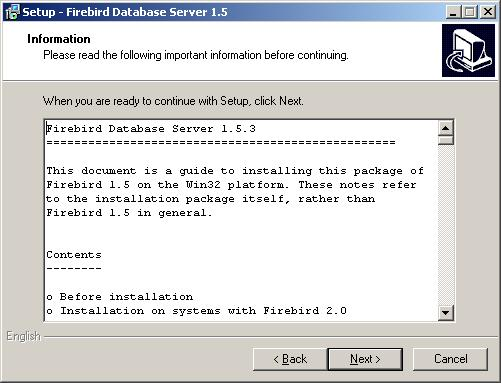 Setup - Firebird Database Server 1.5
Information
Please read the following important information before continuing.
When you are ready to continue with Setup, click Next.
Firebird Database Server 1.5.3
==================================================
This document is a guide to installing this package of
Firebird 1.5 on the Win32 platform. These notes refer
to the installation package itself, rather than
Firebird 1.5 in general.
Contents
--------
o Before installation
o Installation on systems with Firebird 2.0
English
< Back
Next >
Cancel